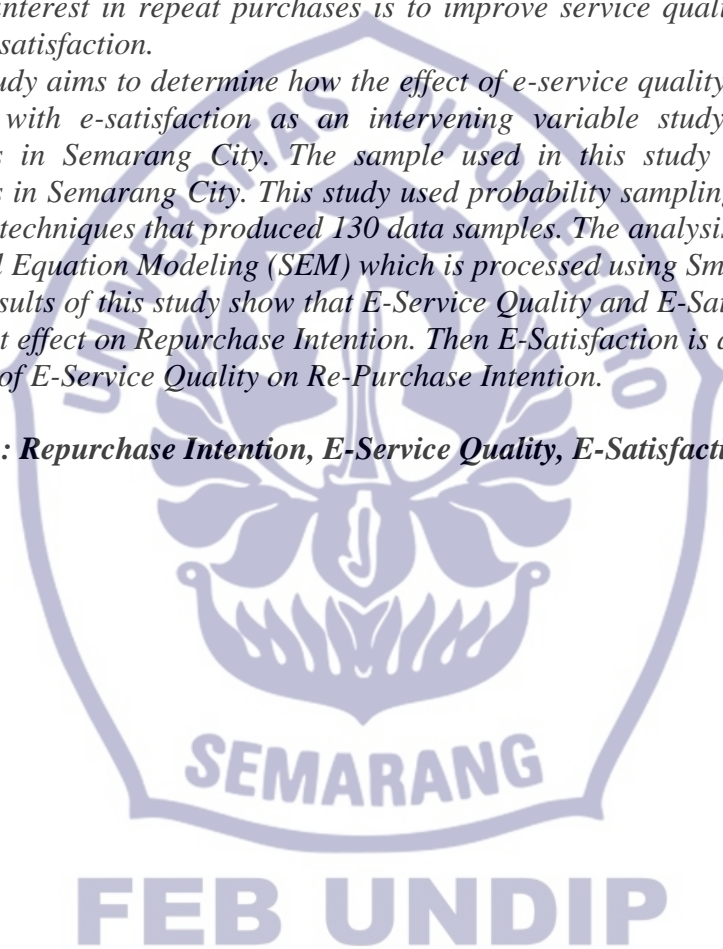 interest in repeat purchases is to improve service quali
satisfaction.
udy aims to determine how the effect of e-service quality
with e-satisfaction as an intervening variable study
s in Semarang City. The sample used in this study
s in Semarang City. This study used probability sampling
techniques that produced 130 data samples. The analysis
l Equation Modeling (SEM) which is processed using Sm
sults of this study show that E-Service Quality and E-Sat
t effect on Repurchase Intention. Then E-Satisfaction is
of E-Service Quality on Re-Purchase Intention.
: Repurchase Intention, E-Service Quality, E-Satisfacti
UNIVERSITAS DIPONEGORO
SEMARANG
FEB UNDIP